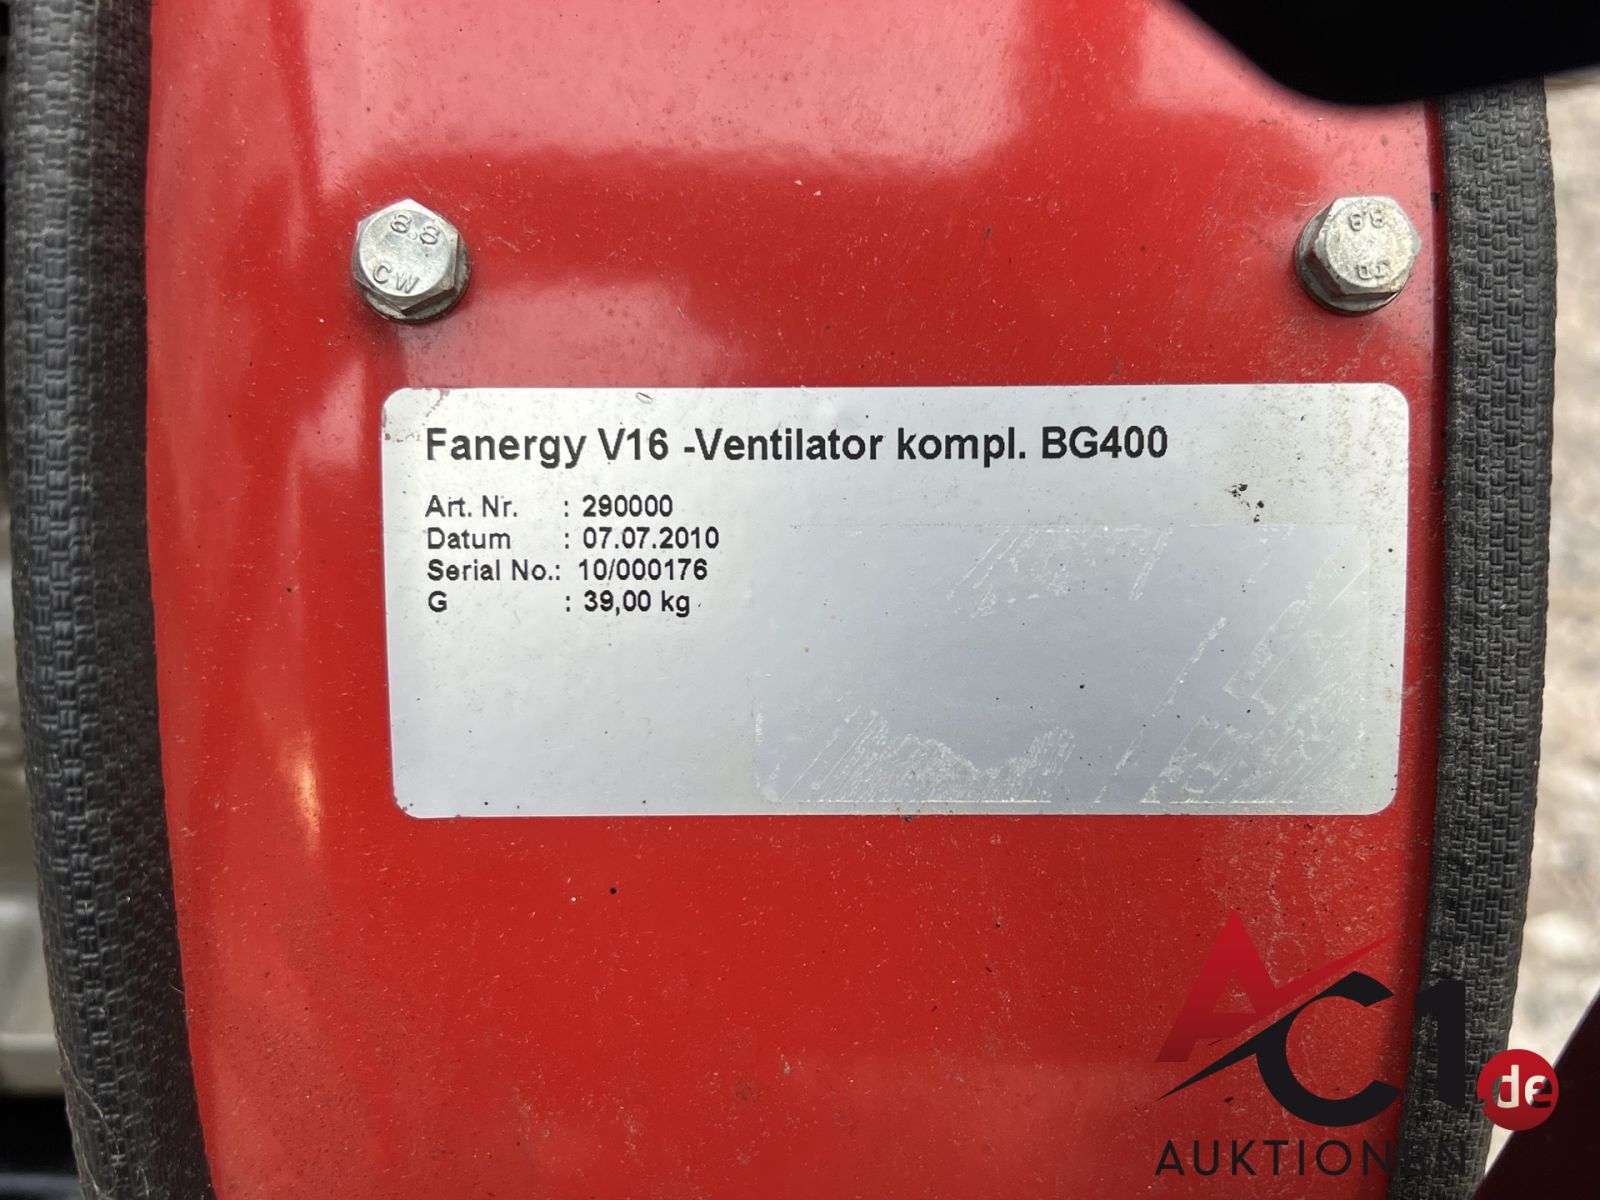 8.8
CW
8.8
Fanergy V16 -Ventilator kompl. BG400
Art. Nr. : 290000
Datum : 07.07.2010
Serial No.: 10/000176
G : 39,00 kg
AC1
.de
AUKTIONEN